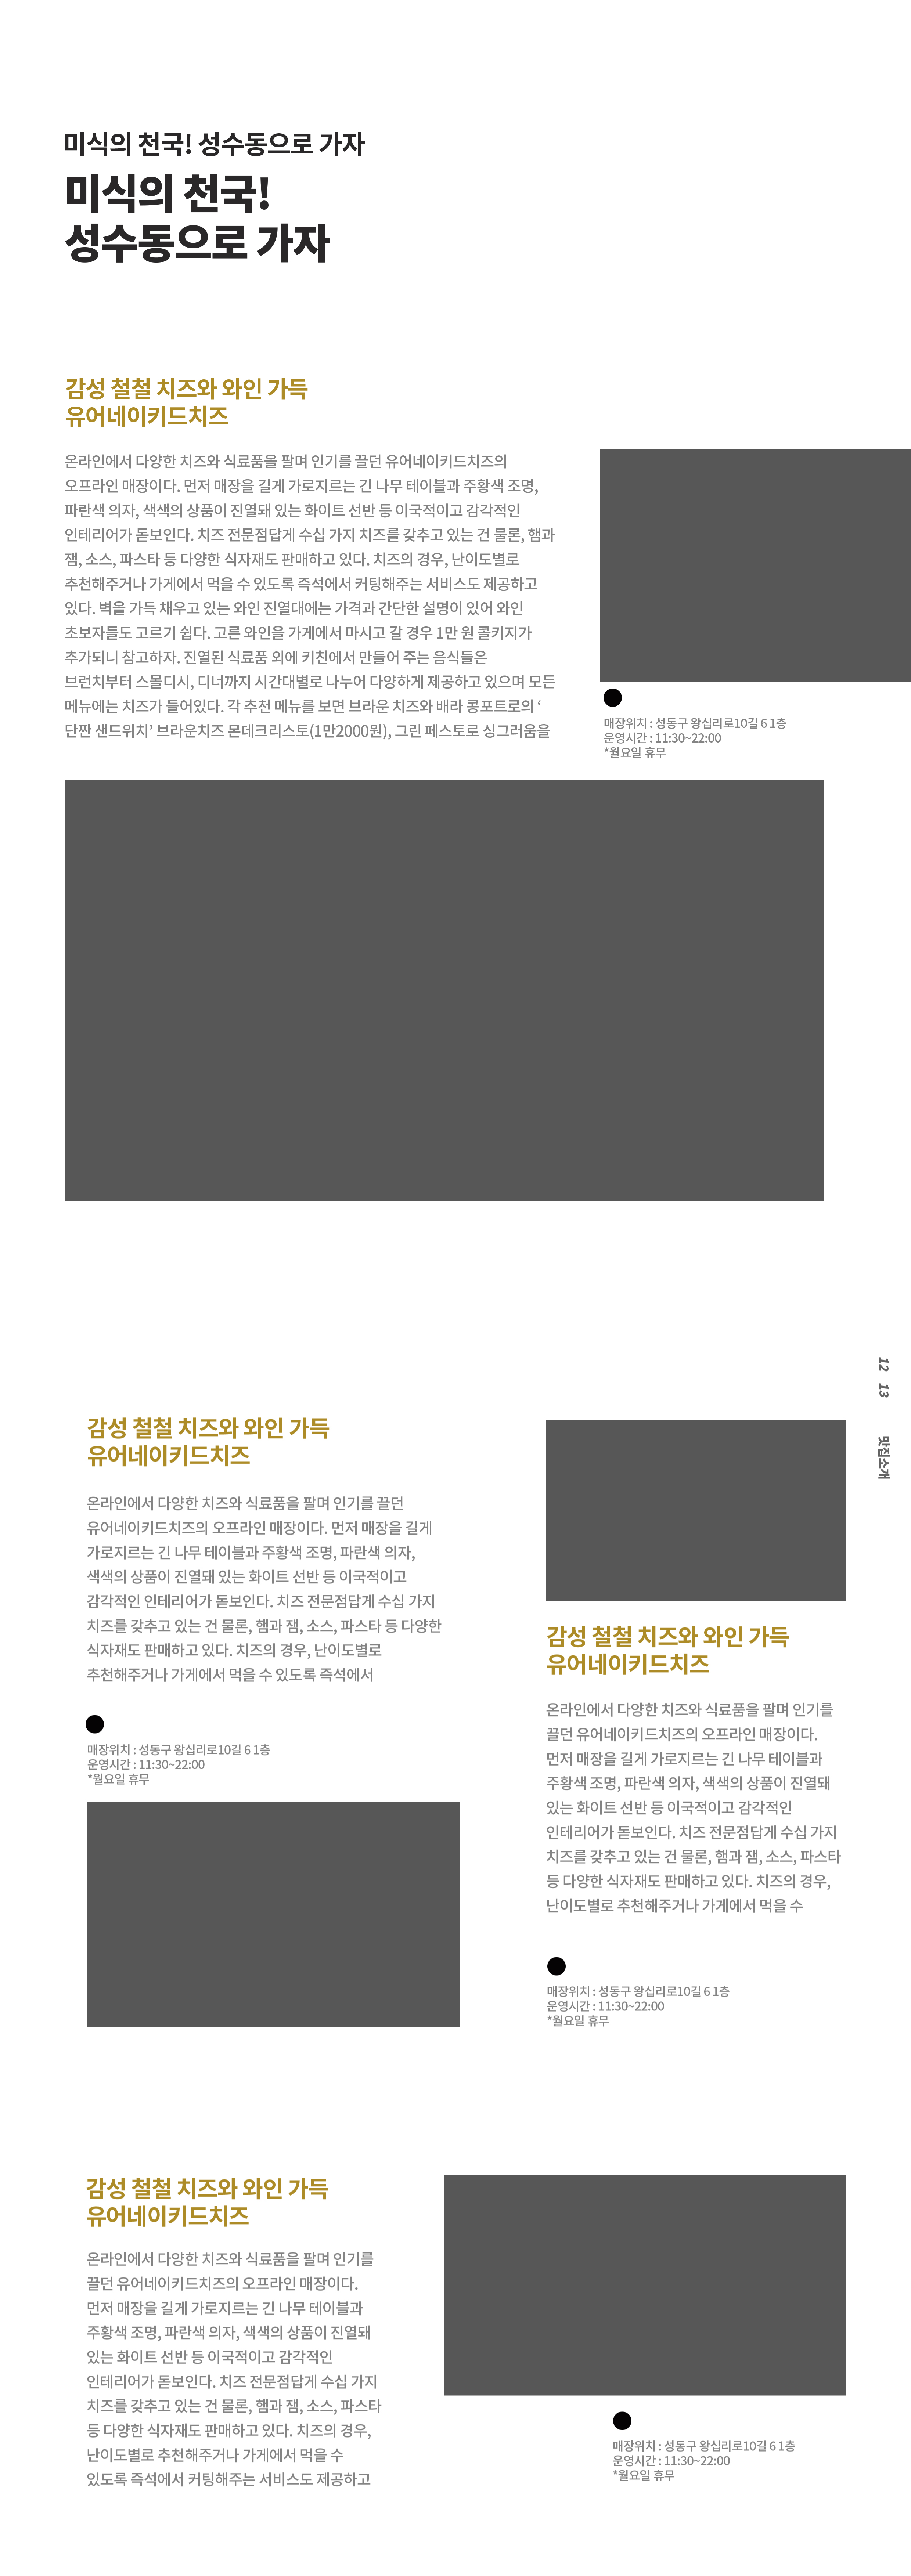 미식의 천국! 성수동으로 가자
미식의 천국!
성수동으로 가자
감성 철철 치즈와 와인 가득
유어네이키드치즈
온라인에서 다양한 치즈와 식료품을 팔며 인기를 끌던 유어네이키드치즈의
오프라인 매장이다. 먼저 매장을 길게 가로지르는 긴 나무 테이블과 주황색 조명,
파란색 의자, 색색의 상품이 진열돼 있는 화이트 선반 등 이국적이고 감각적인
인테리어가 돋보인다. 치즈 전문점답게 수십 가지 치즈를 갖추고 있는 건 물론, 햄과
잼, 소스, 파스타 등 다양한 식자재도 판매하고 있다. 치즈의 경우, 난이도별로
추천해주거나 가게에서 먹을 수 있도록 즉석에서 커팅해주는 서비스도 제공하고
있다. 벽을 가득 채우고 있는 와인 진열대에는 가격과 간단한 설명이 있어 와인
초보자들도 고르기 쉽다. 고른 와인을 가게에서 마시고 갈 경우 1만 원 콜키지가
추가되니 참고하자. 진열된 식료품 외에 키친에서 만들어 주는 음식들은
브런치부터 스몰디시, 디너까지 시간대별로 나누어 다양하게 제공하고 있으며 모든
메뉴에는 치즈가 들어있다. 각 추천 메뉴를 보면 브라운 치즈와 배라 콩포트로의 ‘
단짠 샌드위치’ 브라운치즈 몬데크리스토(1만2000원), 그린 페스토로 싱그러움을
매장위치 : 성동구 왕십리로10길 6 1층
운영시간 : 11:30~22:00
*월요일 휴무
12 13 맛집소개
감성 철철 치즈와 와인 가득
유어네이키드치즈
온라인에서 다양한 치즈와 식료품을 팔며 인기를 끌던
유어네이키드치즈의 오프라인 매장이다. 먼저 매장을 길게
가로지르는 긴 나무 테이블과 주황색 조명, 파란색 의자,
색색의 상품이 진열돼 있는 화이트 선반 등 이국적이고
감각적인 인테리어가 돋보인다. 치즈 전문점답게 수십 가지
치즈를 갖추고 있는 건 물론, 햄과 잼, 소스, 파스타 등 다양한
식자재도 판매하고 있다. 치즈의 경우, 난이도별로
추천해주거나 가게에서 먹을 수 있도록 즉석에서
매장위치 : 성동구 왕십리로10길 6 1층
운영시간 : 11:30~22:00
*월요일 휴무
감성 철철 치즈와 와인 가득
유어네이키드치즈
온라인에서 다양한 치즈와 식료품을 팔며 인기를
끌던 유어네이키드치즈의 오프라인 매장이다.
먼저 매장을 길게 가로지르는 긴 나무 테이블과
주황색 조명, 파란색 의자, 색색의 상품이 진열돼
있는 화이트 선반 등 이국적이고 감각적인
인테리어가 돋보인다. 치즈 전문점답게 수십 가지
치즈를 갖추고 있는 건 물론, 햄과 잼, 소스, 파스타
등 다양한 식자재도 판매하고 있다. 치즈의 경우,
난이도별로 추천해주거나 가게에서 먹을 수
매장위치 : 성동구 왕십리로10길 6 1층
운영시간 : 11:30~22:00
*월요일 휴무
감성 철철 치즈와 와인 가득
유어네이키드치즈
온라인에서 다양한 치즈와 식료품을 팔며 인기를
끌던 유어네이키드치즈의 오프라인 매장이다.
먼저 매장을 길게 가로지르는 긴 나무 테이블과
주황색 조명, 파란색 의자, 색색의 상품이 진열돼
있는 화이트 선반 등 이국적이고 감각적인
인테리어가 돋보인다. 치즈 전문점답게 수십 가지
치즈를 갖추고 있는 건 물론, 햄과 잼, 소스, 파스타
등 다양한 식자재도 판매하고 있다. 치즈의 경우,
난이도별로 추천해주거나 가게에서 먹을 수
있도록 즉석에서 커팅해주는 서비스도 제공하고
매장위치 : 성동구 왕십리로10길 6 1층
운영시간 : 11:30~22:00
*월요일 휴무